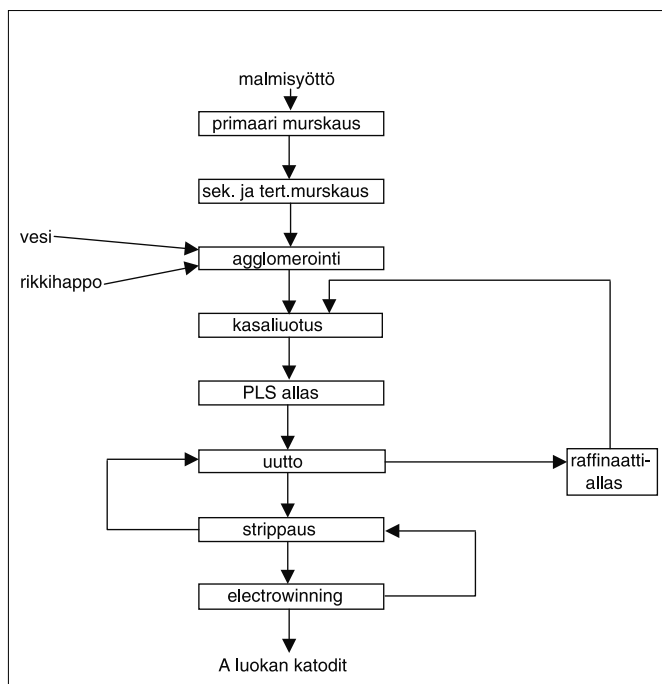 malmisyöttö
primaari murskaus
sek. ja tert.murskaus
vesi
agglomerointi
rikkihappo
kasaliuotus
PLS allas
uutto
raffinaatti-
allas
strippaus
electrowinning
A luokan katodit